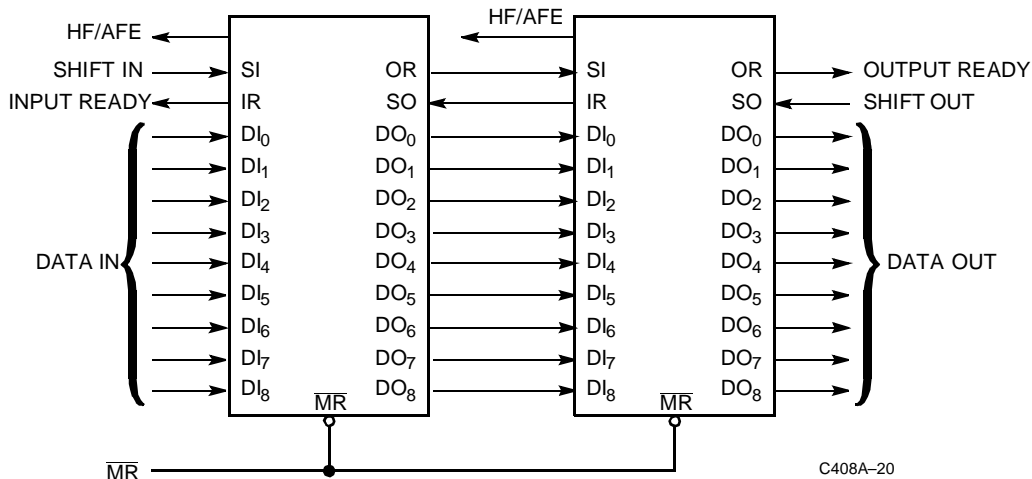 HF/AFE HF/AFE
SHIFT IN SI OR SI OR OUTPUT READY
INPUT READY IR SO IR SO SHIFT OUT
DI0 DO0 DI0 DO0
DI1 DO1 DI1 DO1
DI2 DO2 DI2 DO2
DI3 DO3 DI3 DO3
DATA IN DI4 DO4 DI4 DO4 DATA OUT
DI5 DO5 DI5 DO5
DI6 DO6 DI6 DO6
DI7 DO7 DI7 DO7
DI8 DO8 DI8 DO8
MR MR
MR C408A–20